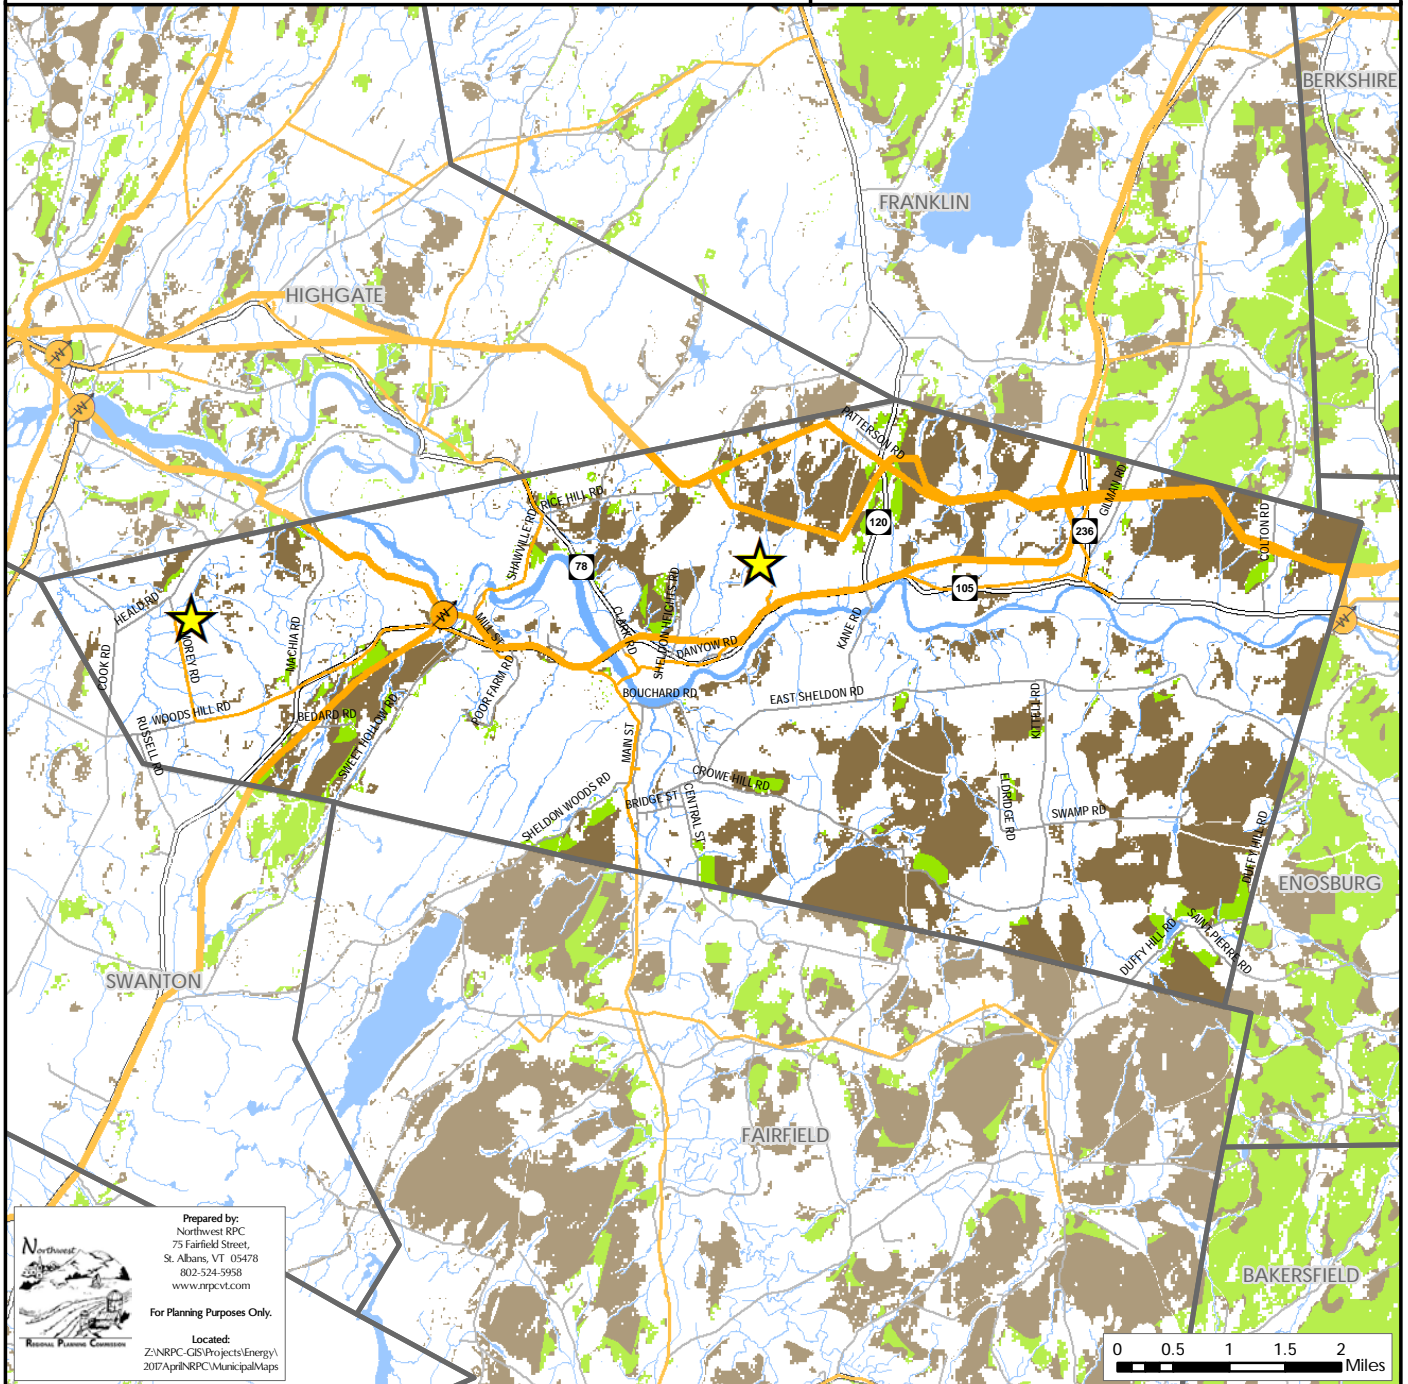 BERKSHIRE
FRANKLIN
HIGHGATE
PATTERSON RD
RICE HILL RD
GILMAN RD
COLTON RD
SHAWVILLE RD
120
236
78
105
SHELDON HEIGHTS RD
HEALD RD
MOREY RD
MACHIA RD
MILL ST
CLARK RD
KANE RD
DANYOW RD
COOK RD
POOR FARM RD
BOUCHARD RD
EAST SHELDON RD
KITTELL RD
WOODS HILL RD
BEDARD RD
RUSSELL RD
SWEET HOLLOW RD
MAIN ST
CROWE HILL RD
SHELDON WOODS RD
BRIDGE ST
CENTRAL ST
ELDRIDGE RD
SWAMP RD
DUFFY HILL RD
ENOSBURG
SAINT PIERRE RD
DUFFY HILL RD
SWANTON
FAIRFIELD
BAKERSFIELD
W
W
W
W
Northwest
REGIONAL PLANNING COMMISSION
Prepared by:
Northwest RPC
75 Fairfield Street,
St. Albans, VT 05478
802-524-5958
www.nrpcvt.com
For Planning Purposes Only.
Located:
Z:\NRPC-GIS\Projects\Energy\
2017AprilNRPC\MunicipalMaps
0 0.5 1 1.5 2
Miles